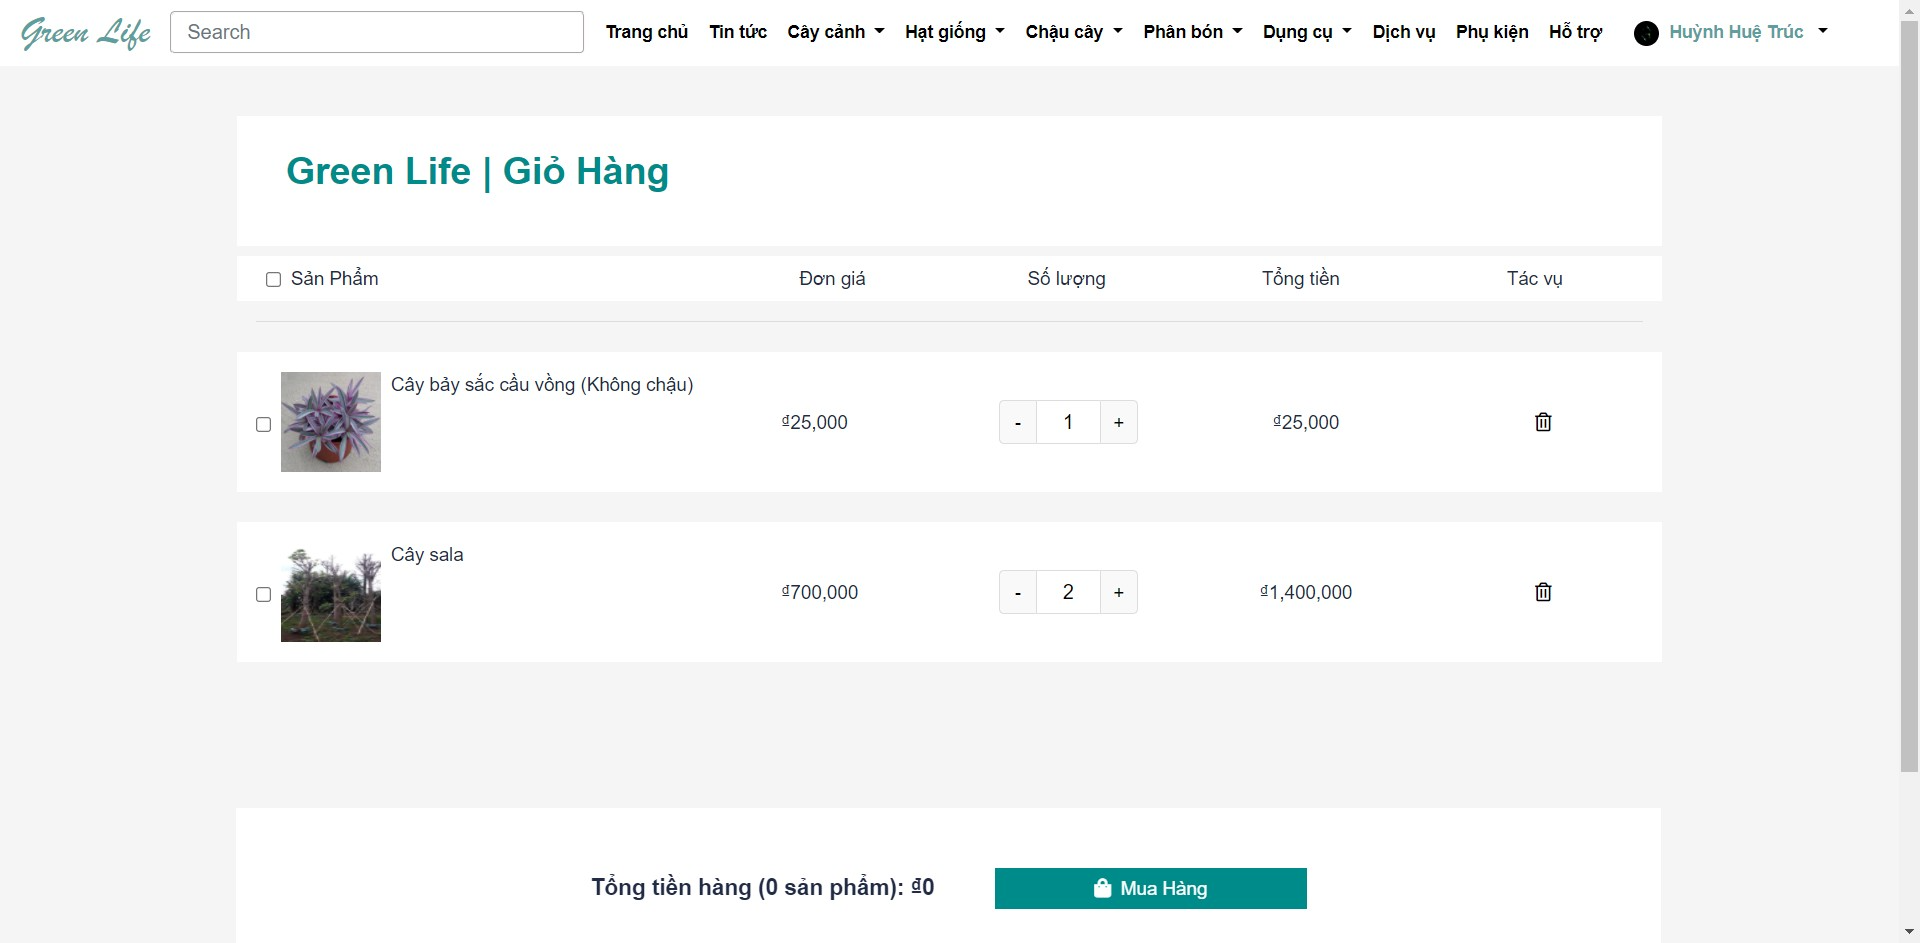 Green Life Search Trang chủ Tin tức Cây cảnh Hạt giống Chậu cây Phân bón Dụng cụ Dịch vụ Phụ kiện Hỗ trợ Huỳnh Huệ Trúc
Green Life | Giỏ Hàng
Sản Phẩm Đơn giá Số lượng Tổng tiền Tác vụ
Cây bảy sắc cầu vồng (Không chậu)
₫25,000 - 1 + ₫25,000
Cây sala
₫700,000 - 2 + ₫1,400,000
Tổng tiền hàng (0 sản phẩm): ₫0 Mua Hàng